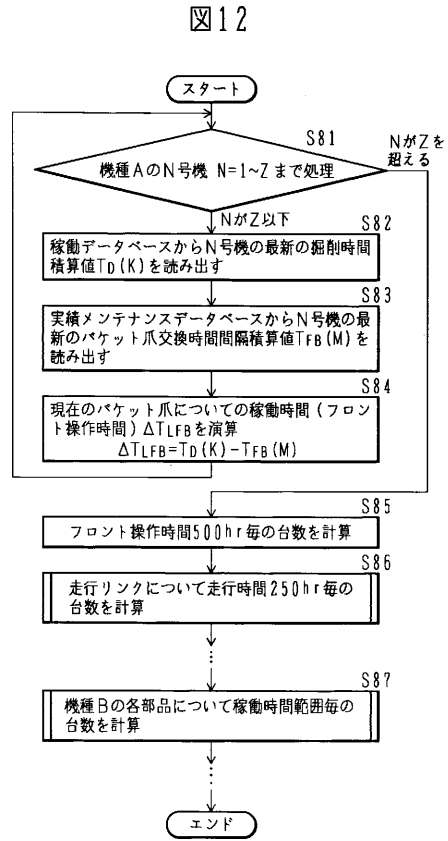 図12
スタート
S81
NがZを
超える
機種AのN号機 N=1~Zまで処理
NがZ以下
S82
稼働データベースからN号機の最新の掘削時間
積算値TD(K)を読み出す
S83
実績メンテナンスデータベースからN号機の最
新のバケット爪交換時間間隔積算値TFB(M)を
読み出す
S84
現在のバケット爪についての稼働時間(フロン
ト操作時間)ΔTLFBを演算
ΔTLFB=TD(K)-TFB(M)
S85
フロント操作時間500hr毎の台数を計算
S86
走行リンクについて走行時間250hr毎の
台数を計算
S87
機種Bの各部品について稼働時間範囲毎の
台数を計算
エンド